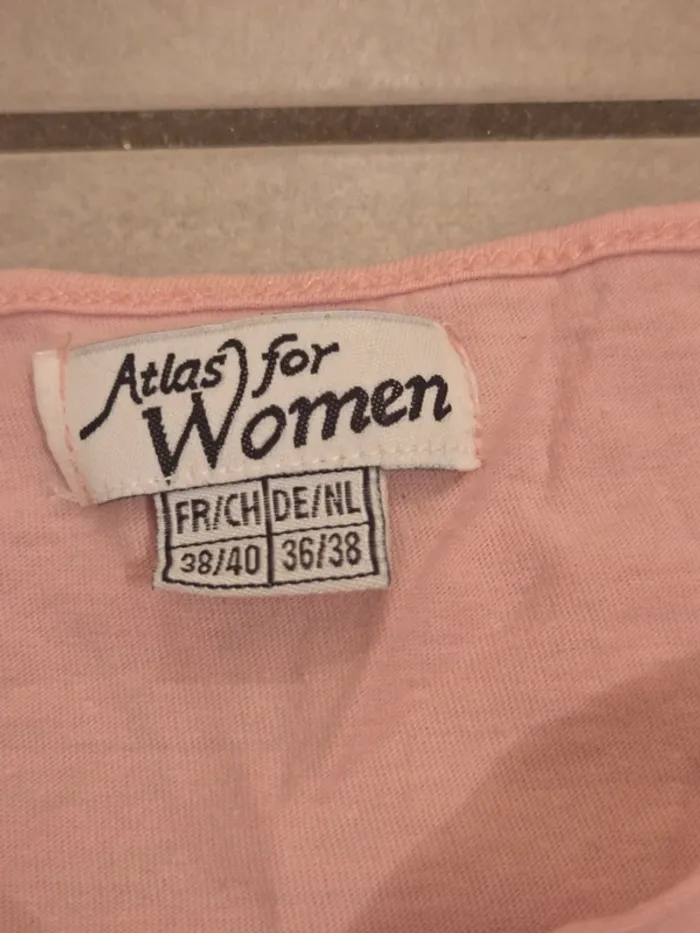 Atlas for
Women
FR/CH DE/NL
38/40 36/38